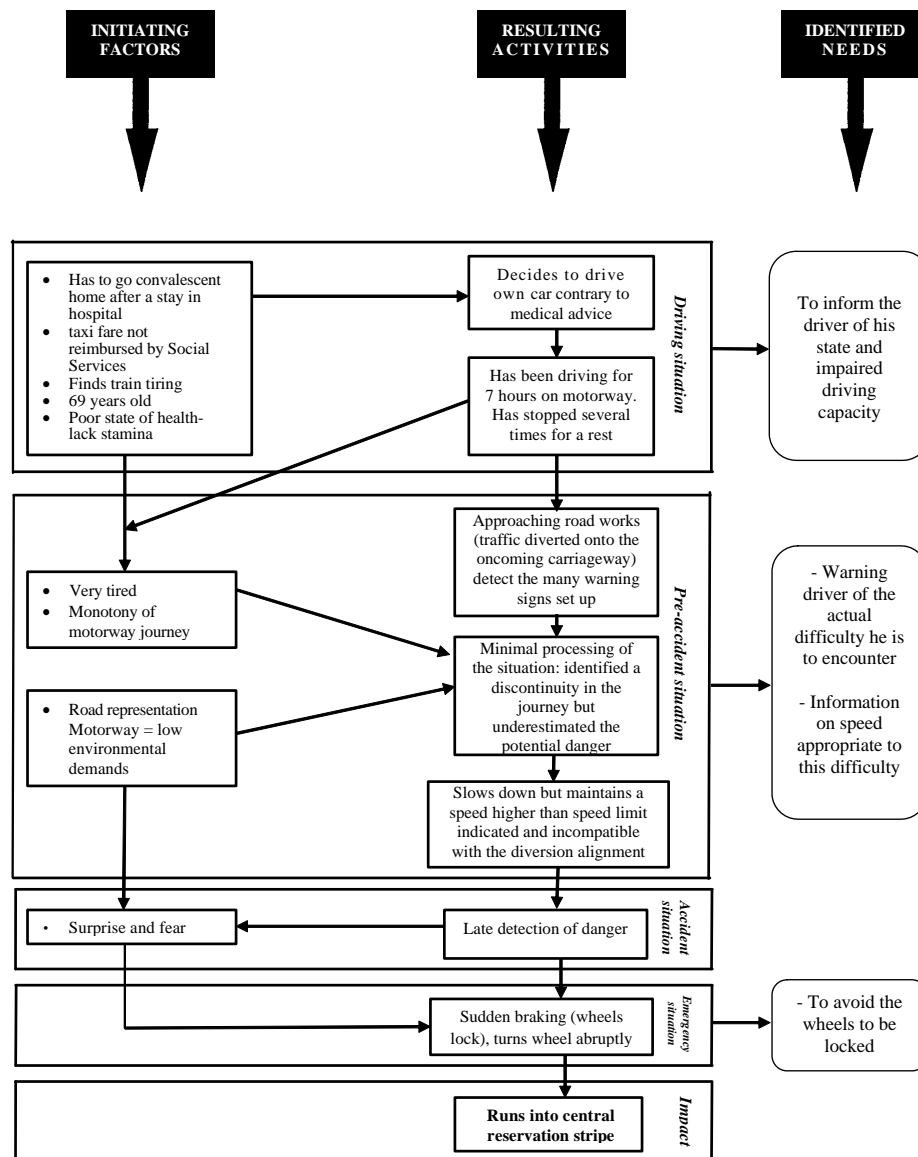 INITIATING
FACTORS
RESULTING
ACTIVITIES
IDENTIFIED
NEEDS
• Has to go convalescent
home after a stay in
hospital
• taxi fare not
reimbursed by Social
Services
• Finds train tiring
• 69 years old
• Poor state of health-
lack stamina
Decides to drive
own car contrary to
medical advice
Has been driving for
7 hours on motorway.
Has stopped several
times for a rest
Driving situation
To inform the
driver of his
state and
impaired
driving
capacity
Approaching road works
(traffic diverted onto the
oncoming carriageway)
detect the many warning
signs set up
• Very tired
• Monotony of
motorway journey
Minimal processing of
the situation: identified a
discontinuity in the
journey but
underestimated the
potential danger
• Road representation
Motorway = low
environmental
demands
Slows down but maintains a
speed higher than speed limit
indicated and incompatible
with the diversion alignment
Pre-accident situation
- Warning
driver of the
actual
difficulty he is
to encounter
- Information
on speed
appropriate to
this difficulty
• Surprise and fear
Late detection of danger
Accident
situation
Sudden braking (wheels
lock), turns wheel abruptly
Emergency
situation
- To avoid the
wheels to be
locked
Runs into central
reservation stripe
Impact